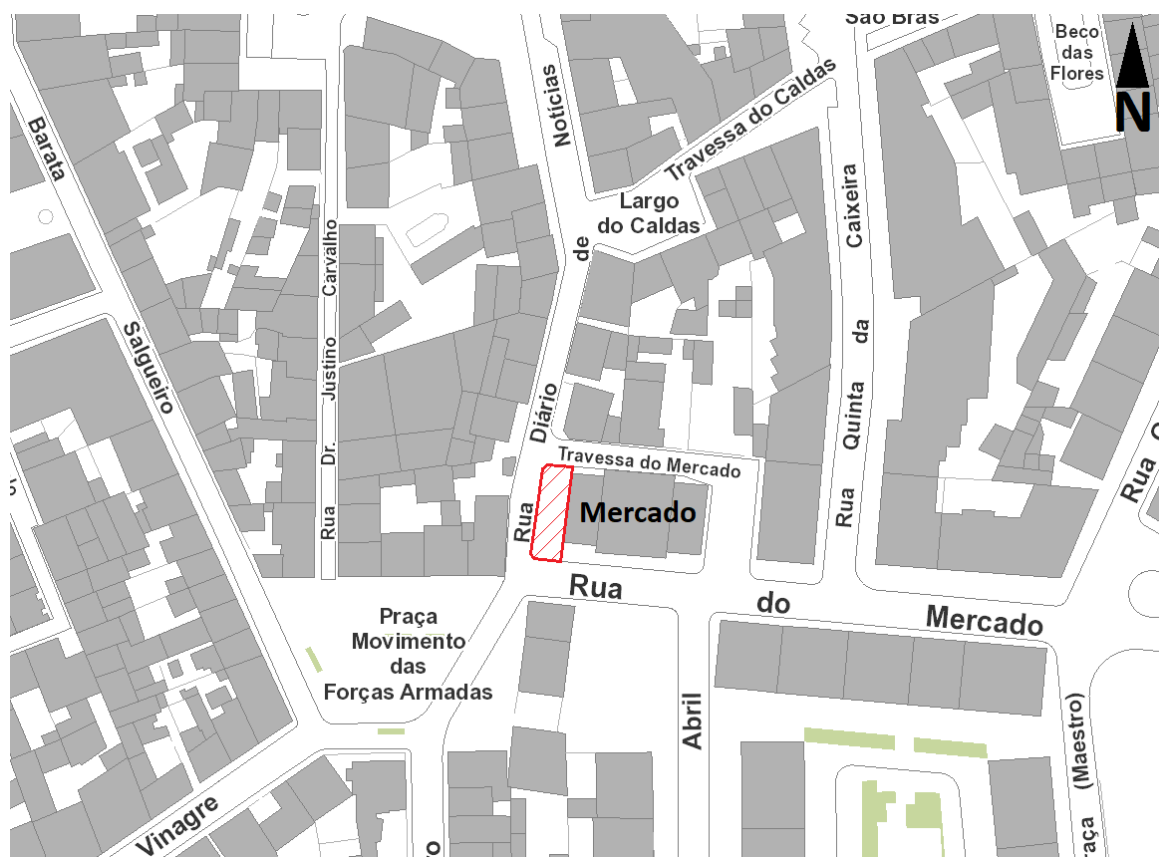 São Brás
Beco
das
Flores
N
Notícias
Travessa do Caldas
Barata
Largo
do Caldas
de
Caixeira
Carvalho
Justino
Dr.
Rua
Salgueiro
da
Quinta
Rua
Diário
Rua
Travessa do Mercado
Mercado
Rua
Rua
do
Mercado
Praça
Movimento
das
Forças Armadas
Abril
(Maestro)
Vinagre